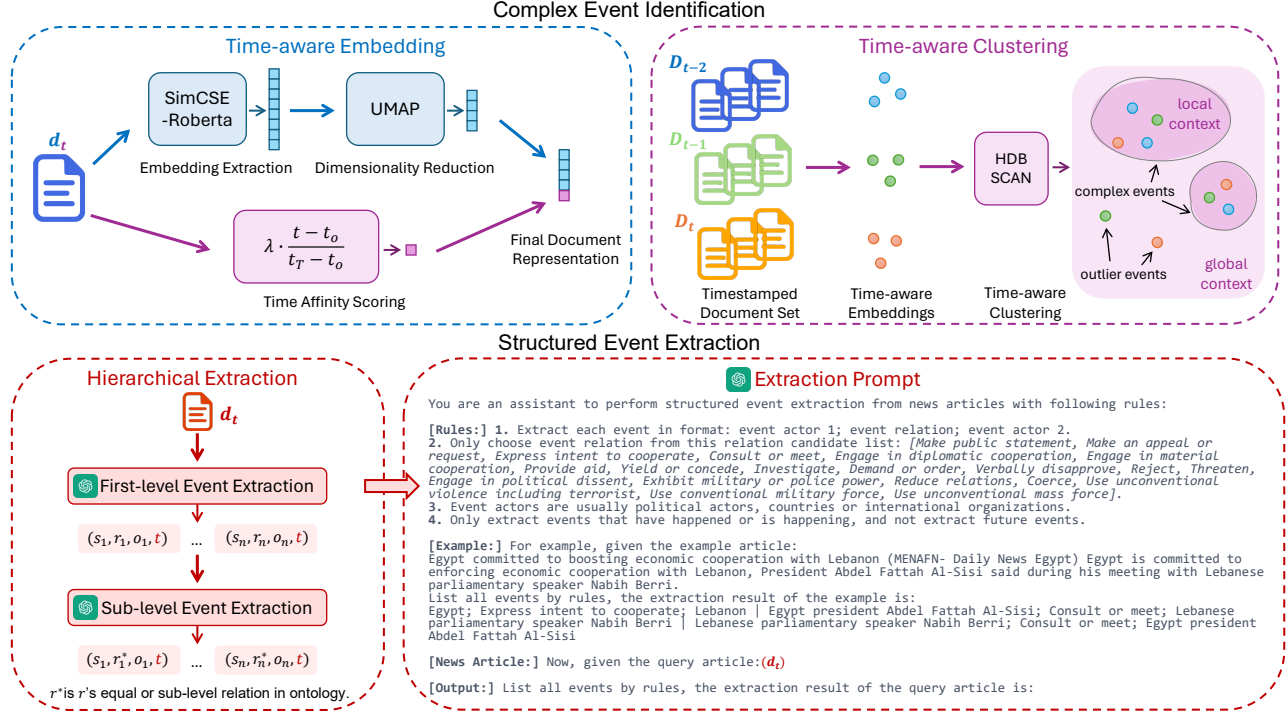 Complex Event Identification
Time-aware Embedding
d_t
SimCSE
-Roberta
Embedding Extraction
UMAP
Dimensionality Reduction
λ · (t − t_o) / (t_T − t_o)
Time Affinity Scoring
Final Document
Representation
Time-aware Clustering
D_{t−2}
D_{t−1}
D_t
Timestamped
Document Set
Time-aware
Embeddings
HDB
SCAN
Time-aware
Clustering
local
context
complex events
outlier events
global
context
Structured Event Extraction
Hierarchical Extraction
d_t
First-level Event Extraction
(s_1, r_1, o_1, t) ... (s_n, r_n, o_n, t)
Sub-level Event Extraction
(s_1, r_1^*, o_1, t) ... (s_n, r_n^*, o_n, t)
r* is r's equal or sub-level relation in ontology.
Extraction Prompt
You are an assistant to perform structured event extraction from news articles with following rules:
[Rules:] 1. Extract each event in format: event actor 1; event relation; event actor 2.
2. Only choose event relation from this relation candidate list: [Make public statement, Make an appeal or
request, Express intent to cooperate, Consult or meet, Engage in diplomatic cooperation, Engage in material
cooperation, Provide aid, Yield or concede, Investigate, Demand or order, Verbally disapprove, Reject, Threaten,
Engage in political dissent, Exhibit military or police power, Reduce relations, Coerce, Use unconventional
violence including terrorist, Use conventional military force, Use unconventional mass force].
3. Event actors are usually political actors, countries or international organizations.
4. Only extract events that have happened or is happening, and not extract future events.
[Example:] For example, given the example article:
Egypt committed to boosting economic cooperation with Lebanon (MENAFN- Daily News Egypt) Egypt is committed to
enforcing economic cooperation with Lebanon, President Abdel Fattah Al-Sisi said during his meeting with Lebanese
parliamentary speaker Nabih Berri.
List all events by rules, the extraction result of the example is:
Egypt; Express intent to cooperate; Lebanon | Egypt president Abdel Fattah Al-Sisi; Consult or meet; Lebanese
parliamentary speaker Nabih Berri | Lebanese parliamentary speaker Nabih Berri; Consult or meet; Egypt president
Abdel Fattah Al-Sisi
[News Article:] Now, given the query article:(d_t)
[Output:] List all events by rules, the extraction result of the query article is: